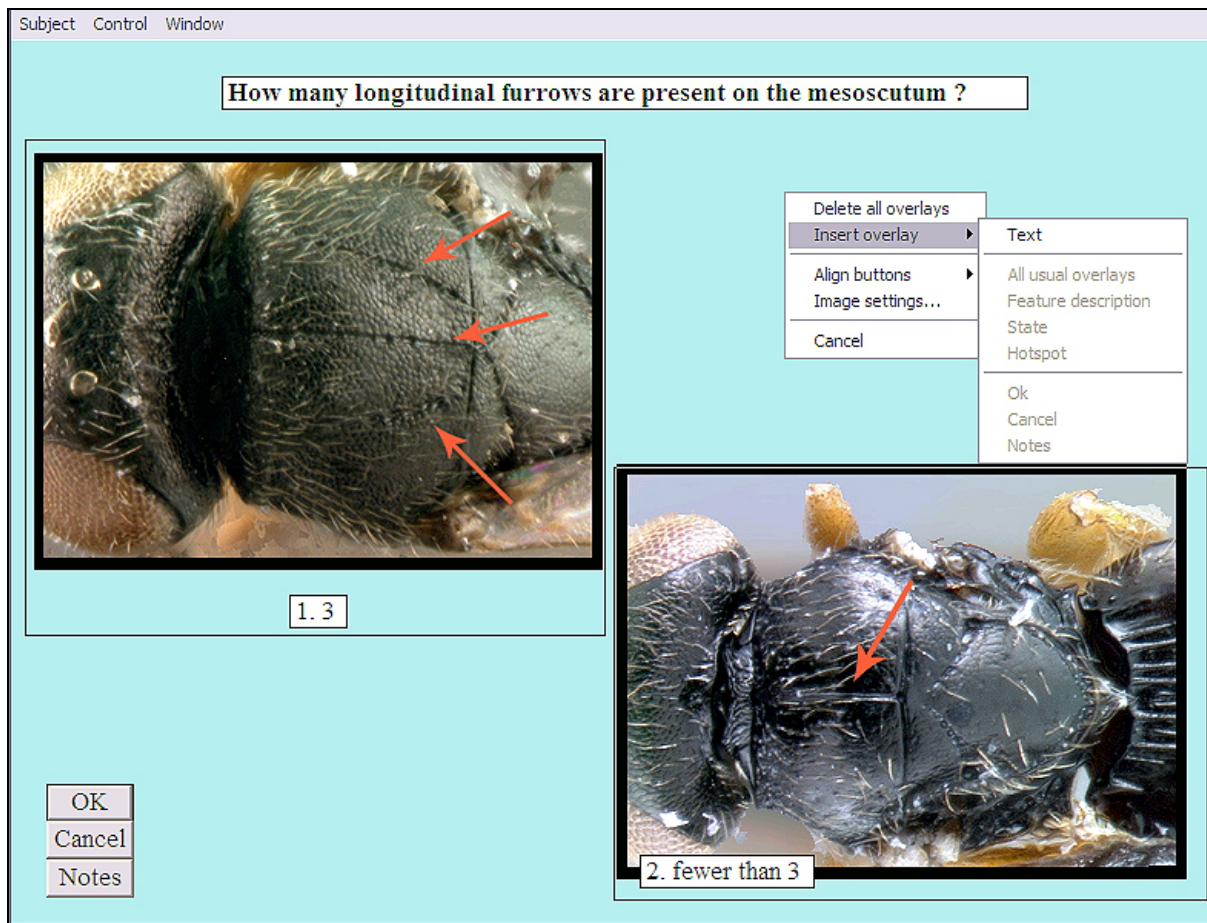 Subject Control Window
How many longitudinal furrows are present on the mesoscutum ?
Delete all overlays
Insert overlay
Align buttons
Image settings...
Cancel
Text
All usual overlays
Feature description
State
Hotspot
Ok
Cancel
Notes
1. 3
2. fewer than 3
OK
Cancel
Notes